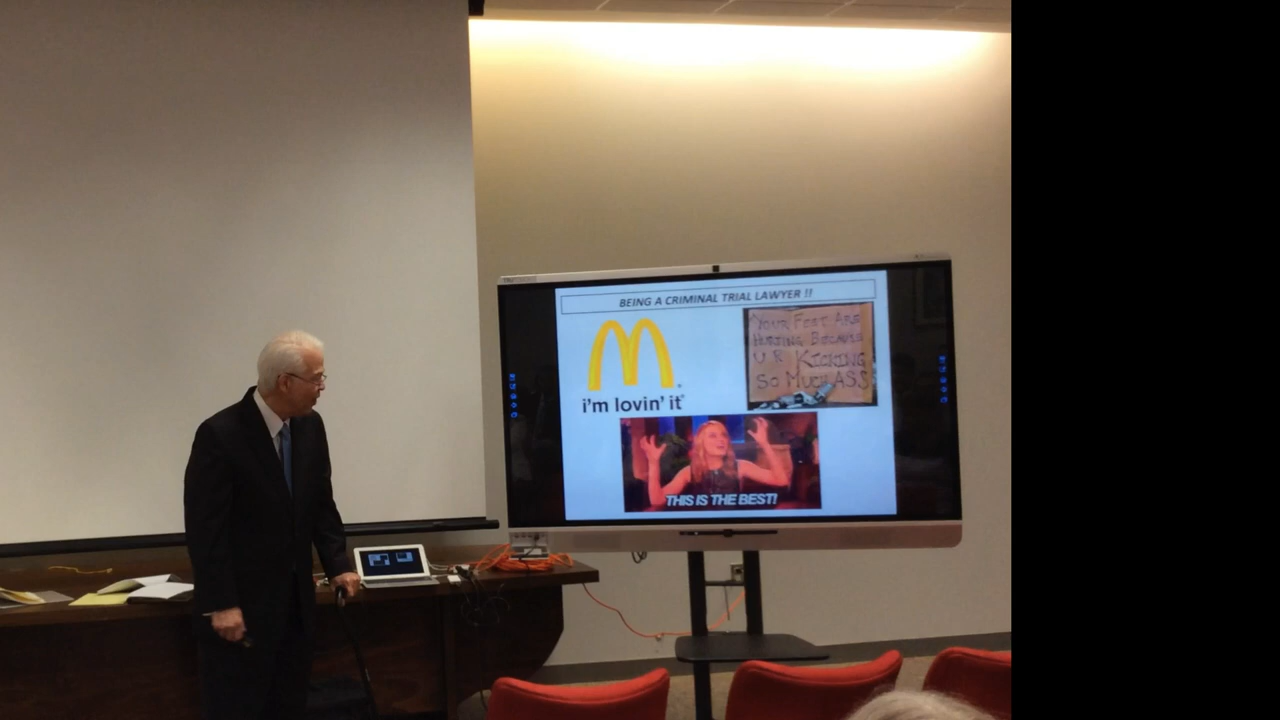 BEING A CRIMINAL TRIAL LAWYER !!
i'm lovin' it®
YOUR FEET ARE
HURTING BECAUSE
U R KICKING
SO MUCH ASS
THIS IS THE BEST!